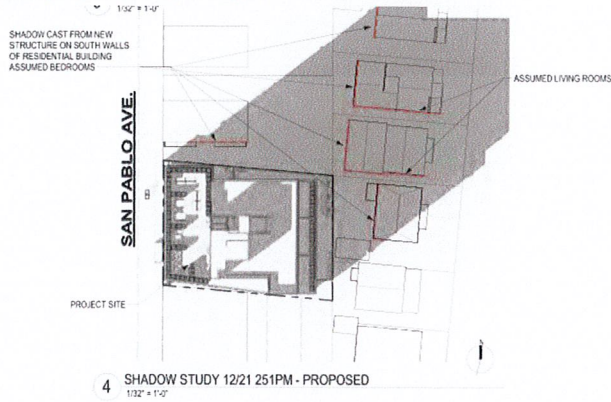 1/32" = 1'-0"
SHADOW CAST FROM NEW
STRUCTURE ON SOUTH WALLS
OF RESIDENTIAL BUILDING
ASSUMED BEDROOMS
ASSUMED LIVING ROOMS
SAN PABLO AVE.
PROJECT SITE
4 SHADOW STUDY 12/21 251PM - PROPOSED
1/32" = 1'-0"